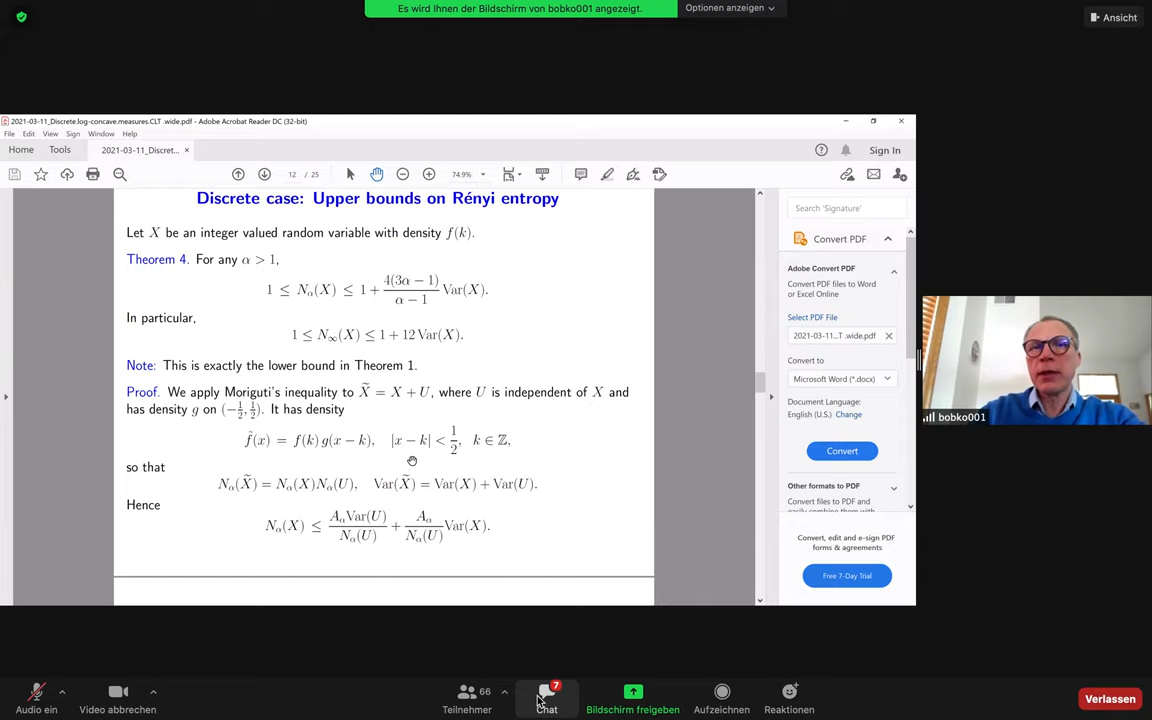 Es wird Ihnen der Bildschirm von bobko001 angezeigt.
Optionen anzeigen
Ansicht
2021-03-11_Discrete.log-concave.measures.CLT .wide.pdf - Adobe Acrobat Reader DC (32-bit)
File Edit View Sign Window Help
Home Tools 2021-03-11_Discret... ×
Sign In
12 / 25
74.9%
Discrete case: Upper bounds on Rényi entropy
Let X be an integer valued random variable with density f(k).
Theorem 4. For any α > 1,
1 ≤ N_α(X) ≤ 1 + 4(3α − 1)/(α − 1) Var(X).
In particular,
1 ≤ N_∞(X) ≤ 1 + 12 Var(X).
Note: This is exactly the lower bound in Theorem 1.
Proof. We apply Moriguti's inequality to X̃ = X + U, where U is independent of X and
has density g on (−1/2, 1/2). It has density
f̃(x) = f(k) g(x − k), |x − k| < 1/2, k ∈ ℤ,
so that
N_α(X̃) = N_α(X)N_α(U), Var(X̃) = Var(X) + Var(U).
Hence
N_α(X) ≤ A_αVar(U)/N_α(U) + A_α/N_α(U) Var(X).
Search 'Signature'
Convert PDF
Adobe Convert PDF
Convert PDF files to Word
or Excel Online
Select PDF File
2021-03-11...T .wide.pdf
Convert to
Microsoft Word (*.docx)
Document Language:
English (U.S.) Change
Convert
Other formats to PDF
Convert files to PDF and
easily combine them with
Convert, edit and e-sign PDF
forms & agreements
Free 7-Day Trial
bobko001
Audio ein
Video abbrechen
66
Teilnehmer
7
Chat
Bildschirm freigeben
Aufzeichnen
Reaktionen
Verlassen